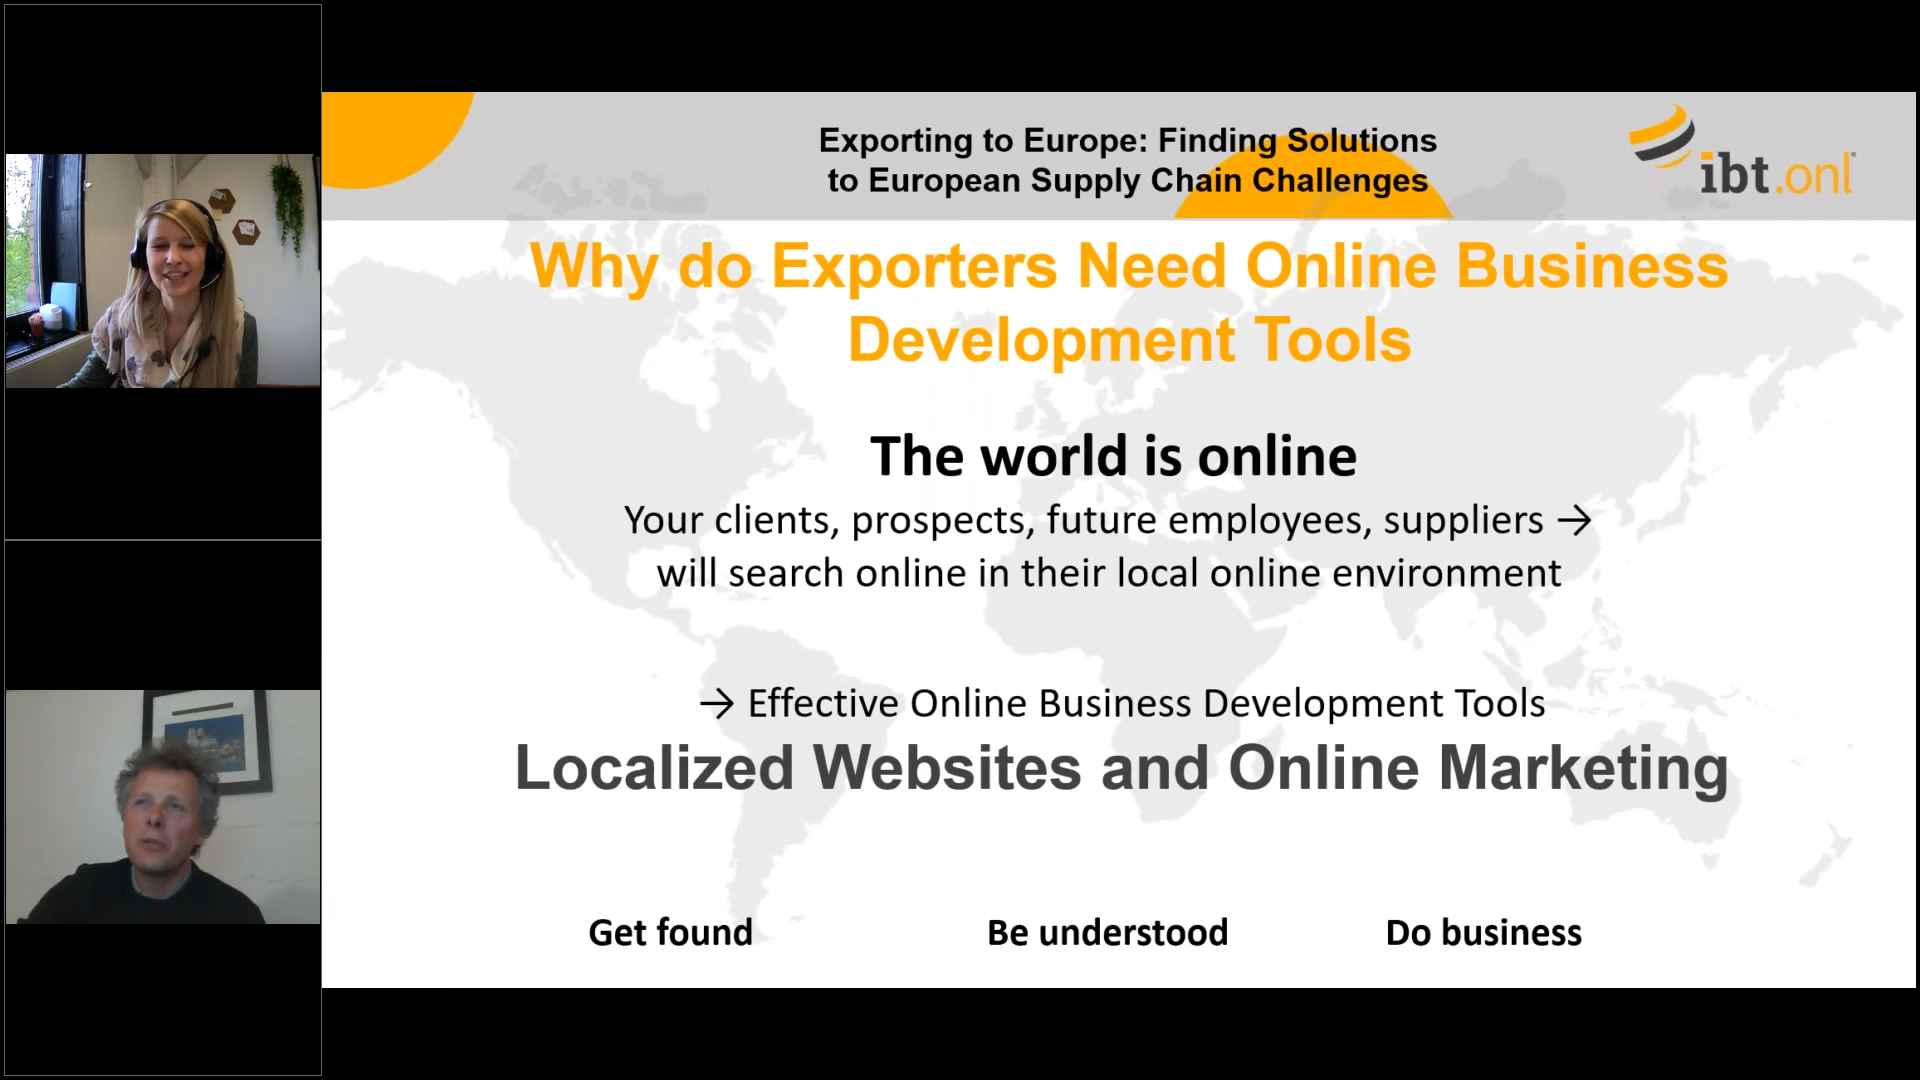 Exporting to Europe: Finding Solutions
to European Supply Chain Challenges
ibt.onl
Why do Exporters Need Online Business
Development Tools
The world is online
Your clients, prospects, future employees, suppliers →
will search online in their local online environment
→ Effective Online Business Development Tools
Localized Websites and Online Marketing
Get found
Be understood
Do business